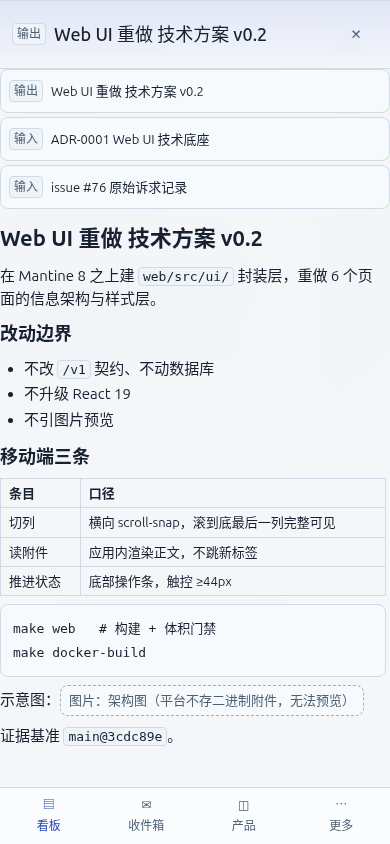 输出 Web UI 重做 技术方案 v0.2 ×
输出 Web UI 重做 技术方案 v0.2
输入 ADR-0001 Web UI 技术底座
输入 issue #76 原始诉求记录
Web UI 重做 技术方案 v0.2
在 Mantine 8 之上建 web/src/ui/ 封装层，重做 6 个页
面的信息架构与样式层。
改动边界
• 不改 /v1 契约、不动数据库
• 不升级 React 19
• 不引图片预览
移动端三条
条目 口径
切列 横向 scroll-snap，滚到底最后一列完整可见
读附件 应用内渲染正文，不跳新标签
推进状态 底部操作条，触控 ≥44px
make web   # 构建 + 体积门禁
make docker-build
示意图： 图片：架构图（平台不存二进制附件，无法预览）
证据基准 main@3cdc89e。
看板 收件箱 产品 更多